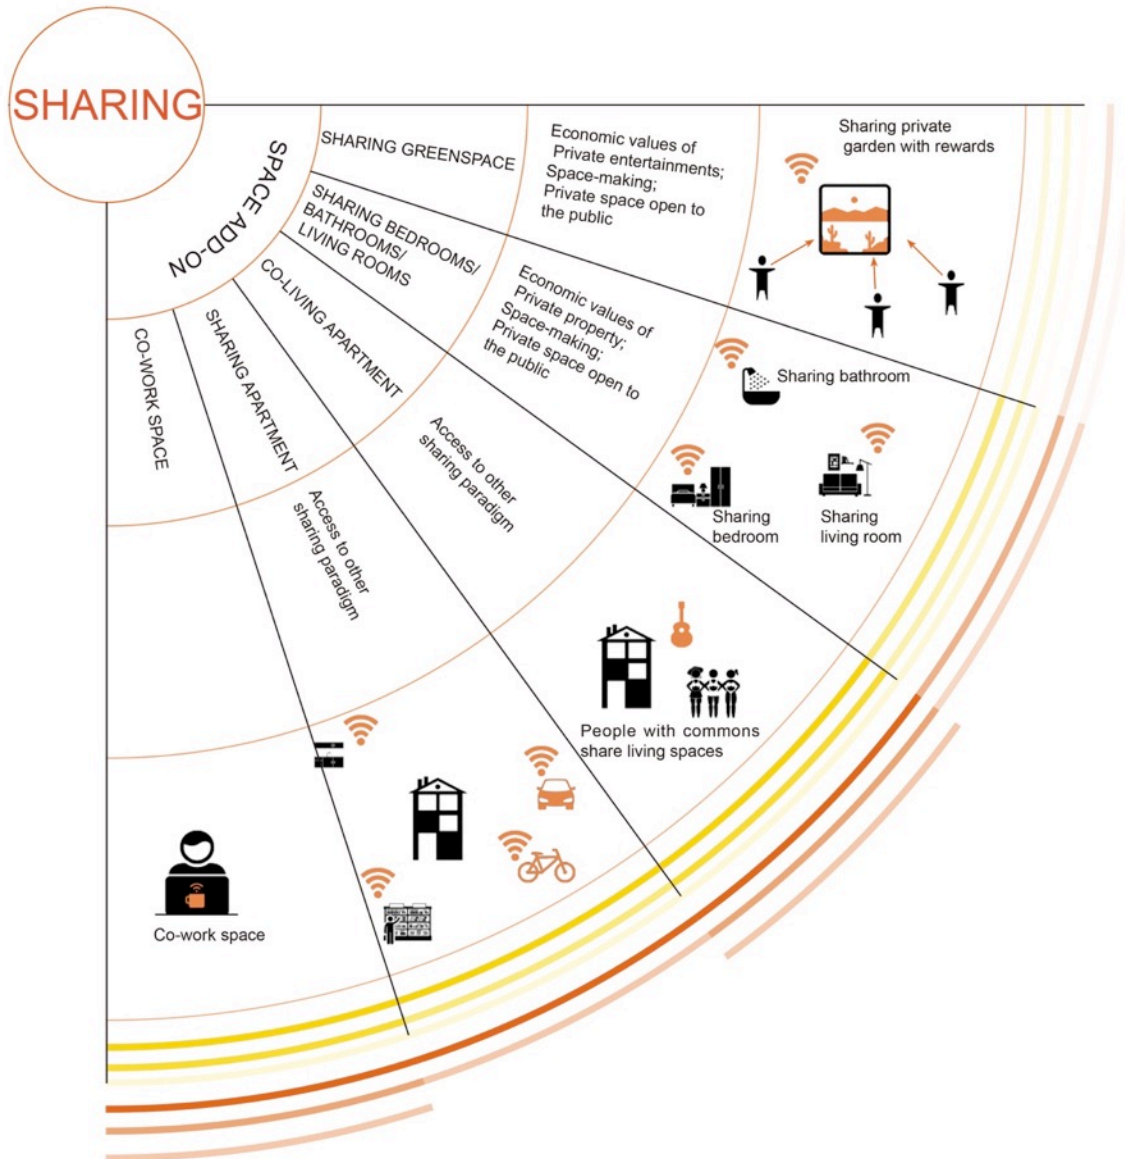 SHARING
SPACE ADD-ON
SHARING GREENSPACE
Economic values of
Private entertainments;
Space-making;
Private space open to
the public
Sharing private
garden with rewards
SHARING BEDROOMS/
BATHROOMS/
LIVING ROOMS
Economic values of
Private property;
Space-making;
Private space open to
the public
Sharing bathroom
Sharing
bedroom
Sharing
living room
CO-LIVING APARTMENT
Access to other
sharing paradigm
People with commons
share living spaces
SHARING APARTMENT
Access to other
sharing paradigm
CO-WORK SPACE
Co-work space